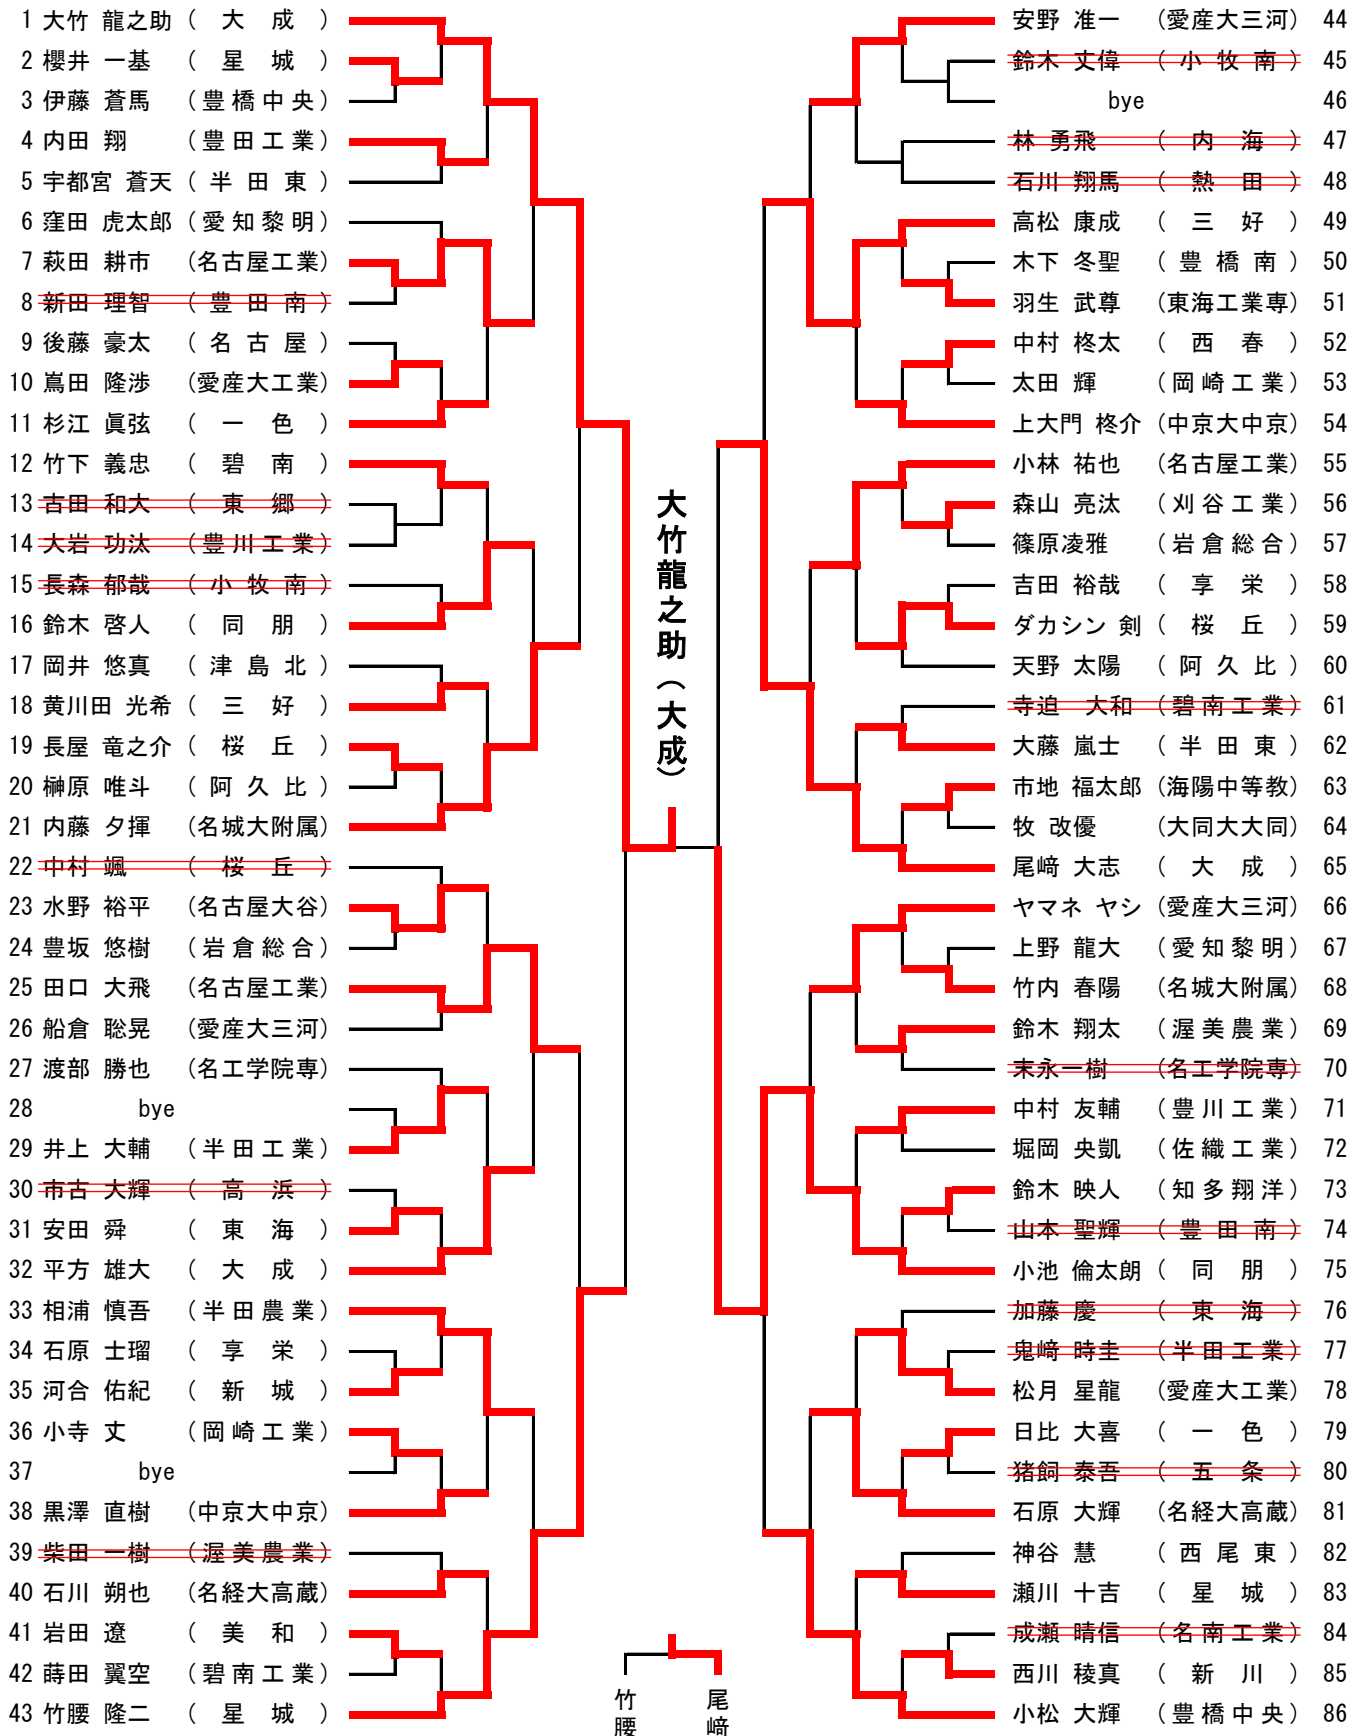 1 大竹 龍之助 ( 大 成 )
2 櫻井 一基 ( 星 城 )
3 伊藤 蒼馬 (豊橋中央)
4 内田 翔 (豊田工業)
5 宇都宮 蒼天 ( 半 田 東 )
6 窪田 虎太郎 (愛知黎明)
7 萩田 耕市 (名古屋工業)
8 新田 理智 ( 豊 田 南 )
9 後藤 豪太 ( 名 古 屋 )
10 嶌田 隆渉 (愛産大工業)
11 杉江 眞弦 ( 一 色 )
12 竹下 義忠 ( 碧 南 )
13 吉田 和大 ( 東 郷 )
14 大岩 功汰 (豊川工業)
15 長森 郁哉 ( 小 牧 南 )
16 鈴木 啓人 ( 同 朋 )
17 岡井 悠真 ( 津 島 北 )
18 黄川田 光希 ( 三 好 )
19 長屋 竜之介 ( 桜 丘 )
20 榊原 唯斗 ( 阿 久 比 )
21 内藤 夕揮 (名城大附属)
22 中村 颯 ( 桜 丘 )
23 水野 裕平 (名古屋大谷)
24 豊坂 悠樹 (岩倉総合)
25 田口 大飛 (名古屋工業)
26 船倉 聡晃 (愛産大三河)
27 渡部 勝也 (名工学院専)
28 bye
29 井上 大輔 (半田工業)
30 市古 大輝 ( 高 浜 )
31 安田 舜 ( 東 海 )
32 平方 雄大 ( 大 成 )
33 相浦 慎吾 (半田農業)
34 石原 士瑠 ( 享 栄 )
35 河合 佑紀 ( 新 城 )
36 小寺 丈 (岡崎工業)
37 bye
38 黒澤 直樹 (中京大中京)
39 柴田 一樹 (渥美農業)
40 石川 朔也 (名経大高蔵)
41 岩田 遼 ( 美 和 )
42 蒔田 翼空 (碧南工業)
43 竹腰 隆二 ( 星 城 )
大竹龍之助(大成)
竹腰
尾崎
安野 准一 (愛産大三河) 44
鈴木 丈偉 ( 小 牧 南 ) 45
bye 46
林 勇飛 ( 内 海 ) 47
石川 翔馬 ( 熱 田 ) 48
高松 康成 ( 三 好 ) 49
木下 冬聖 ( 豊 橋 南 ) 50
羽生 武尊 (東海工業専) 51
中村 柊太 ( 西 春 ) 52
太田 輝 (岡崎工業) 53
上大門 柊介 (中京大中京) 54
小林 祐也 (名古屋工業) 55
森山 亮汰 (刈谷工業) 56
篠原凌雅 (岩倉総合) 57
吉田 裕哉 ( 享 栄 ) 58
ダカシン 剣 ( 桜 丘 ) 59
天野 太陽 ( 阿 久 比 ) 60
寺迫 大和 (碧南工業) 61
大藤 嵐士 ( 半 田 東 ) 62
市地 福太郎 (海陽中等教) 63
牧 改優 (大同大大同) 64
尾崎 大志 ( 大 成 ) 65
ヤマネ ヤシ (愛産大三河) 66
上野 龍大 (愛知黎明) 67
竹内 春陽 (名城大附属) 68
鈴木 翔太 (渥美農業) 69
末永一樹 (名工学院専) 70
中村 友輔 (豊川工業) 71
堀岡 央凱 (佐織工業) 72
鈴木 映人 (知多翔洋) 73
山本 聖輝 ( 豊 田 南 ) 74
小池 倫太朗 ( 同 朋 ) 75
加藤 慶 ( 東 海 ) 76
鬼崎 時圭 (半田工業) 77
松月 星龍 (愛産大工業) 78
日比 大喜 ( 一 色 ) 79
猪飼 泰吾 ( 五 条 ) 80
石原 大輝 (名経大高蔵) 81
神谷 慧 ( 西 尾 東 ) 82
瀬川 十吉 ( 星 城 ) 83
成瀬 晴信 (名南工業) 84
西川 稜真 ( 新 川 ) 85
小松 大輝 (豊橋中央) 86